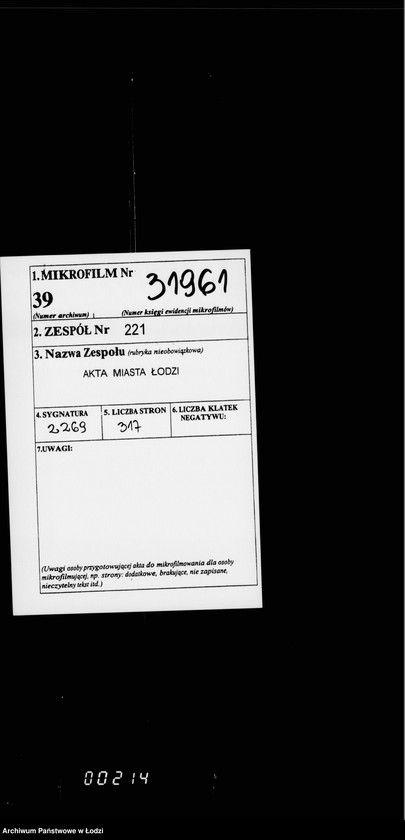 1. MIKROFILM Nr 31961
39
(Numer archiwum) (Numer księgi ewidencji mikrofilmów)
2. ZESPÓŁ Nr 221
3. Nazwa Zespołu (rubryka nieobowiązkowa)
AKTA MIASTA ŁODZI
4. SYGNATURA 5. LICZBA STRON 6. LICZBA KLATEK
NEGATYWU:
2269 317
7. UWAGI:
(Uwagi osoby przygotowującej akta do mikrofilmowania dla osoby
mikrofilmującej, np. strony: dodatkowe, brakujące, nie zapisane,
nieczytelny tekst itd.)
00214
Archiwum Państwowe w Łodzi